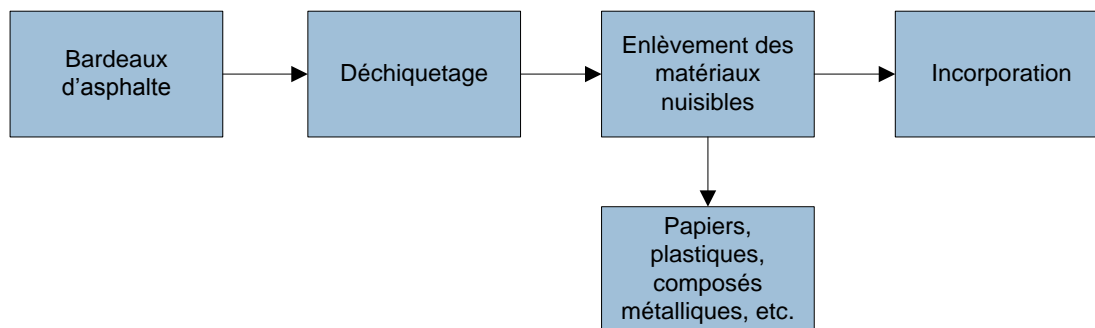 Bardeaux
d’asphalte
Déchiquetage
Enlèvement des
matériaux
nuisibles
Incorporation
Papiers,
plastiques,
composés
métalliques, etc.